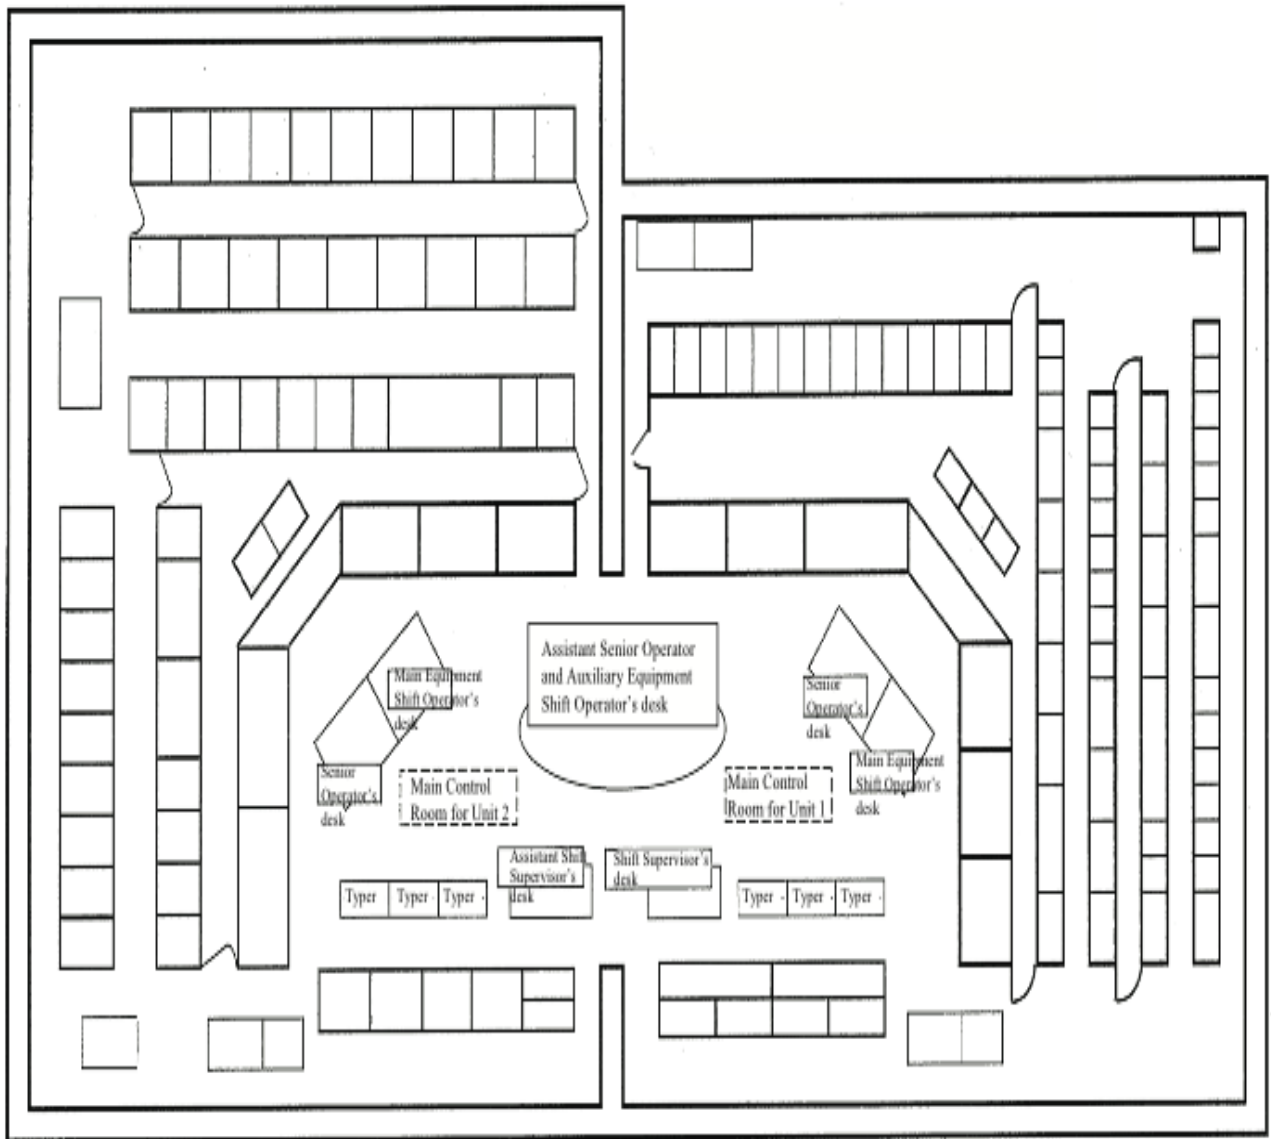 Assistant Senior Operator
and Auxiliary Equipment
Shift Operator's desk
Main Equipment
Shift Operator's
desk
Senior
Operator's
desk
Senior
Operator's
desk
Main Equipment
Shift Operator's
desk
Main Control
Room for Unit 2
Main Control
Room for Unit 1
Assistant Shift
Supervisor's
desk
Shift Supervisor's
desk
Typer Typer Typer
Typer Typer Typer